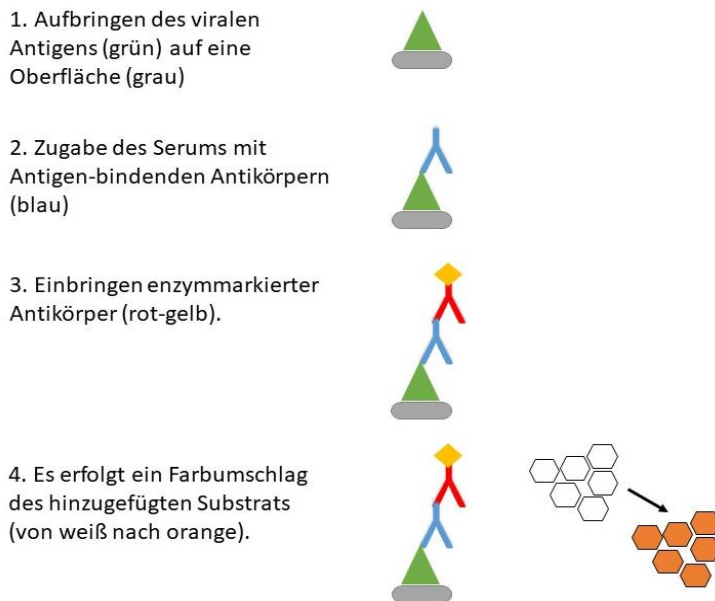 1. Aufbringen des viralen
Antigens (grün) auf eine
Oberfläche (grau)
2. Zugabe des Serums mit
Antigen-bindenden Antikörpern
(blau)
3. Einbringen enzymmarkierter
Antikörper (rot-gelb).
4. Es erfolgt ein Farbumschlag
des hinzugefügten Substrats
(von weiß nach orange).